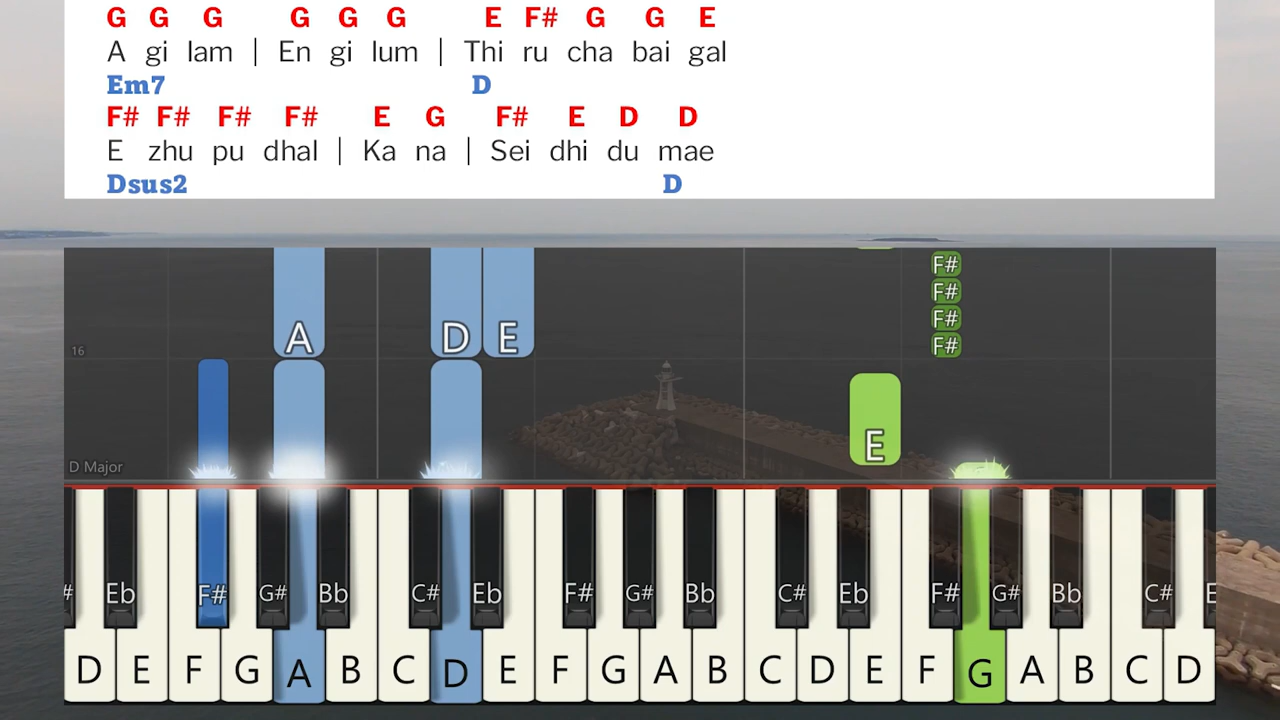 G G G G G G E F# G G E
A gi lam | En gi lum | Thi ru cha bai gal
Em7 D
F# F# F# F# E G F# E D D
E zhu pu dhal | Ka na | Sei dhi du mae
Dsus2 D
F#
F#
F#
A D E F#
16
E
D Major
# Eb F# G# Bb C# Eb F# G# Bb C# Eb F# G# Bb C# E
D E F G A B C D E F G A B C D E F G A B C D